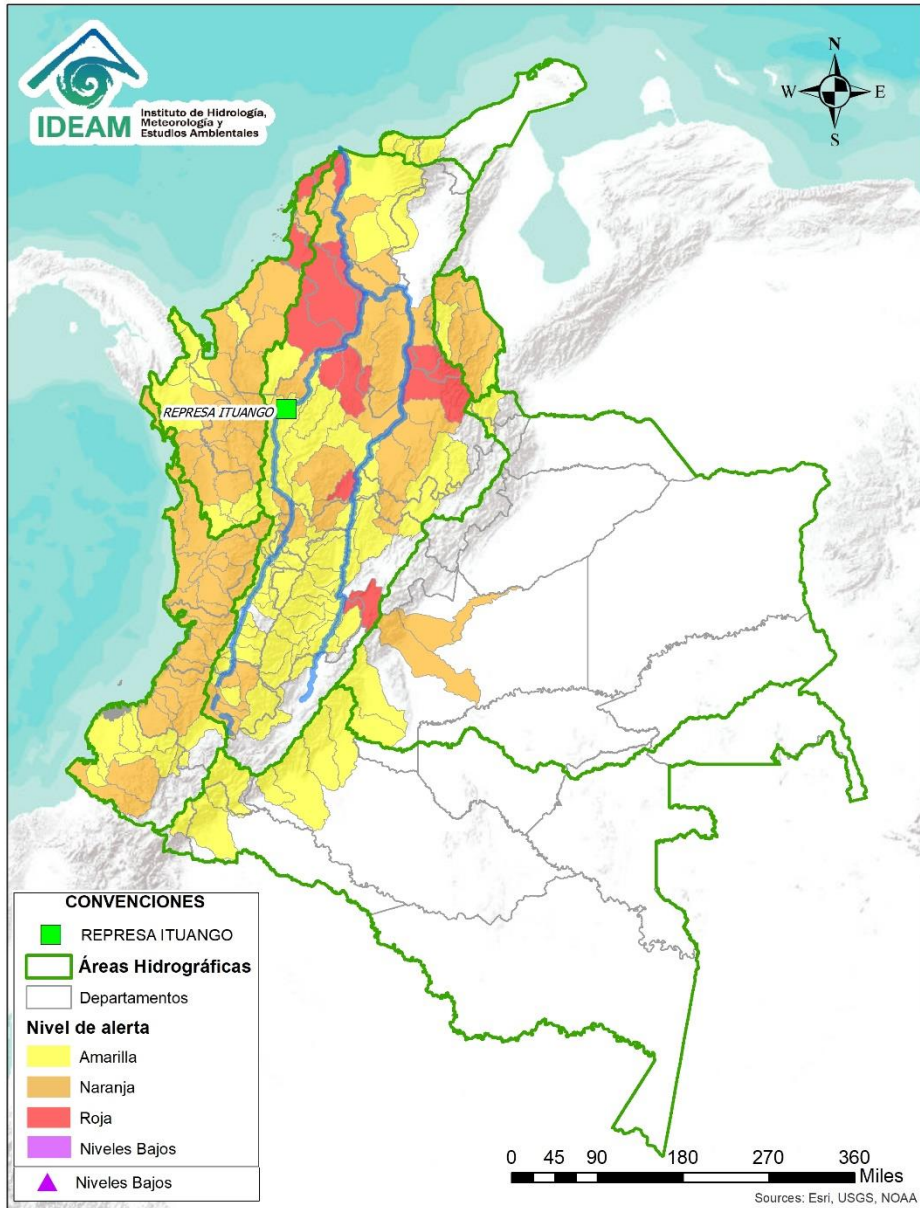 IDEAM
Instituto de Hidrología,
Meteorología y
Estudios Ambientales
N
W
E
S
REPRESA ITUANGO
CONVENCIONES
REPRESA ITUANGO
Áreas Hidrográficas
Departamentos
Nivel de alerta
Amarilla
Naranja
Roja
Niveles Bajos
Niveles Bajos
0 45 90 180 270 360
Miles
Sources: Esri, USGS, NOAA